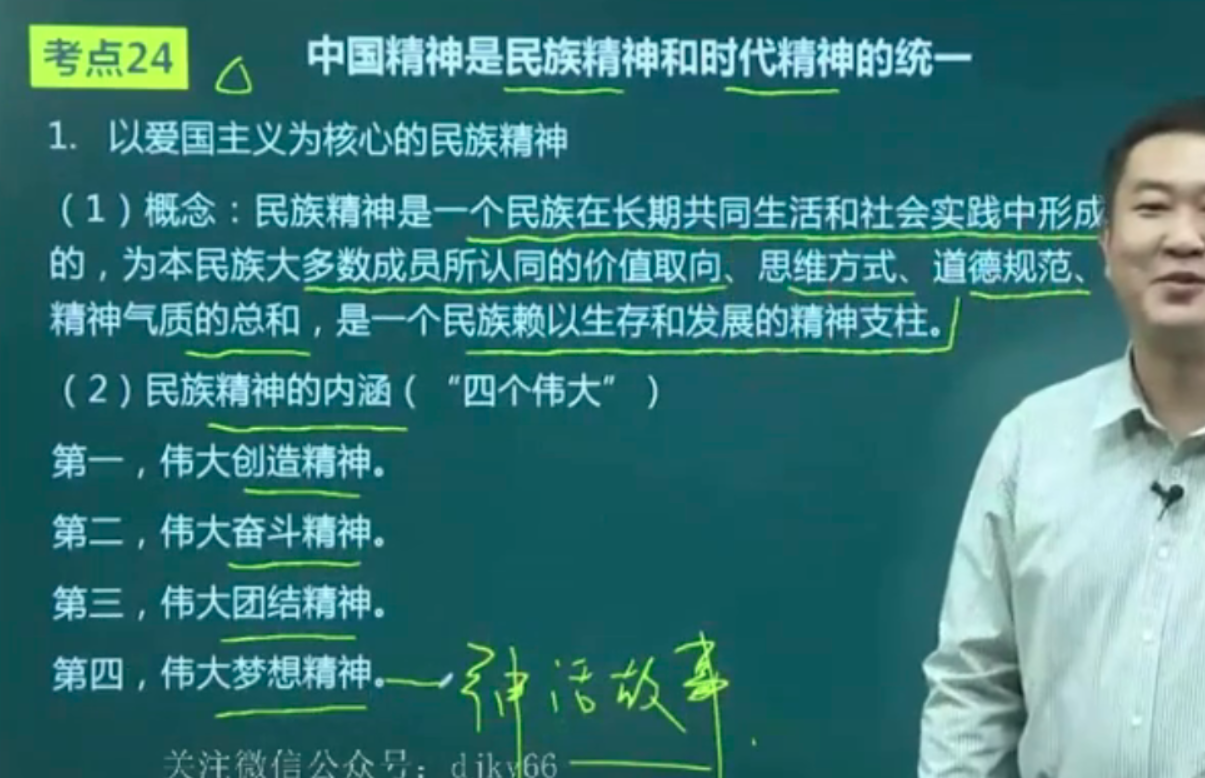 考点24
中国精神是民族精神和时代精神的统一
1. 以爱国主义为核心的民族精神
（1）概念：民族精神是一个民族在长期共同生活和社会实践中形成
的，为本民族大多数成员所认同的价值取向、思维方式、道德规范、
精神气质的总和，是一个民族赖以生存和发展的精神支柱。
（2）民族精神的内涵（“四个伟大”）
第一，伟大创造精神。
第二，伟大奋斗精神。
第三，伟大团结精神。
第四，伟大梦想精神。
神话故事
关注微信公众号：djky66